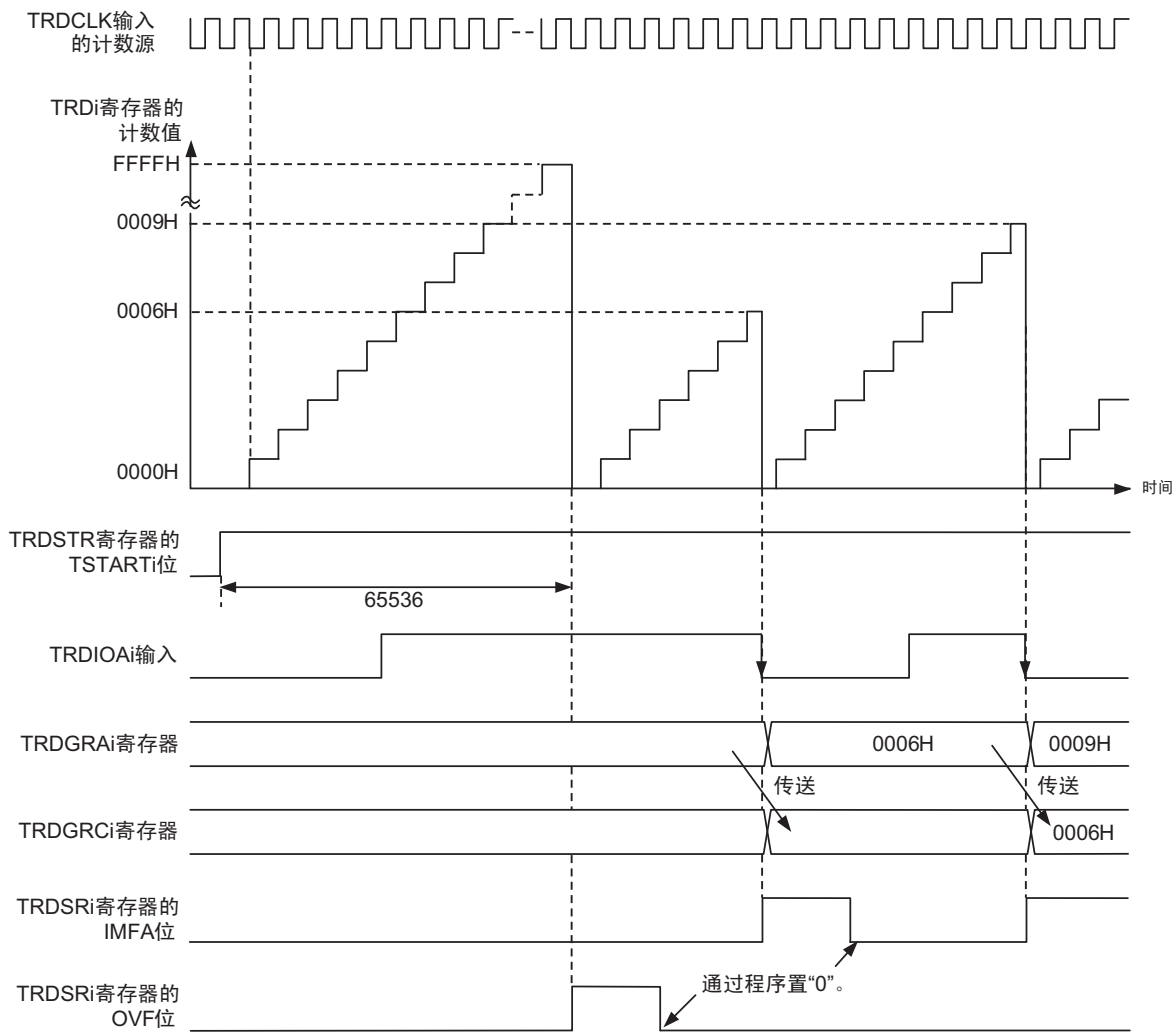 TRDCLK输入
的计数源
TRDi寄存器的
计数值
FFFFH
0009H
0006H
0000H
时间
TRDSTR寄存器的
TSTARTi位
65536
TRDIOAi输入
TRDGRAi寄存器
0006H
0009H
传送
传送
TRDGRCi寄存器
0006H
TRDSRi寄存器的
IMFA位
通过程序置“0”。
TRDSRi寄存器的
OVF位